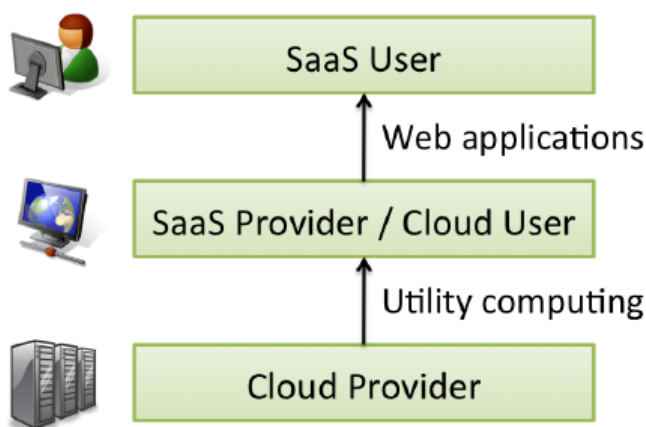 SaaS User
Web applications
SaaS Provider / Cloud User
Utility computing
Cloud Provider